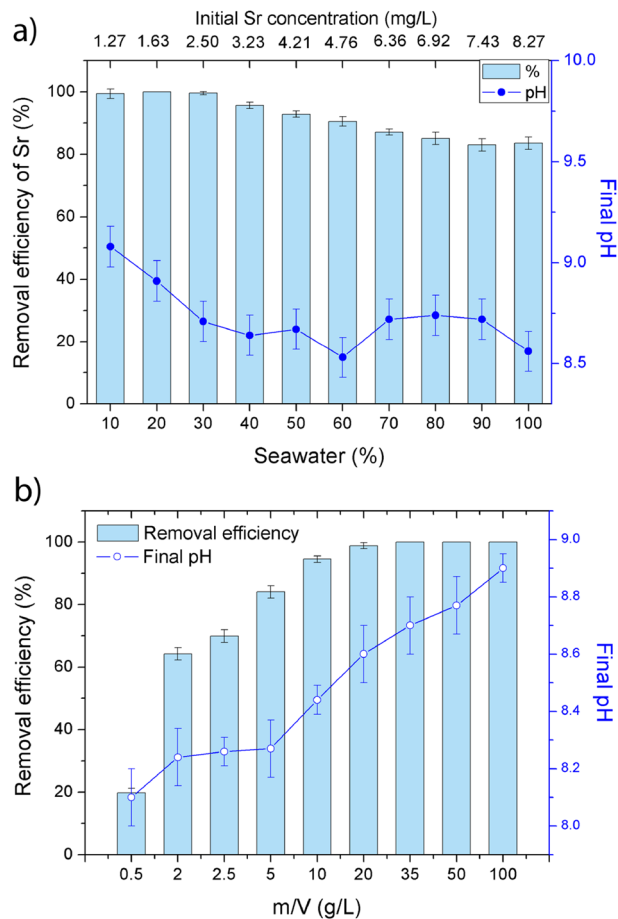 a)
Initial Sr concentration (mg/L)
1.27 1.63 2.50 3.23 4.21 4.76 6.36 6.92 7.43 8.27
%
pH
Removal efficiency of Sr (%)
100
80
60
40
20
0
10.0
9.5
9.0
8.5
Final pH
10 20 30 40 50 60 70 80 90 100
Seawater (%)
b)
Removal efficiency
Final pH
Removal efficiency (%)
100
80
60
40
20
0
9.0
8.8
8.6
8.4
8.2
8.0
Final pH
0.5 2 2.5 5 10 20 35 50 100
m/V (g/L)